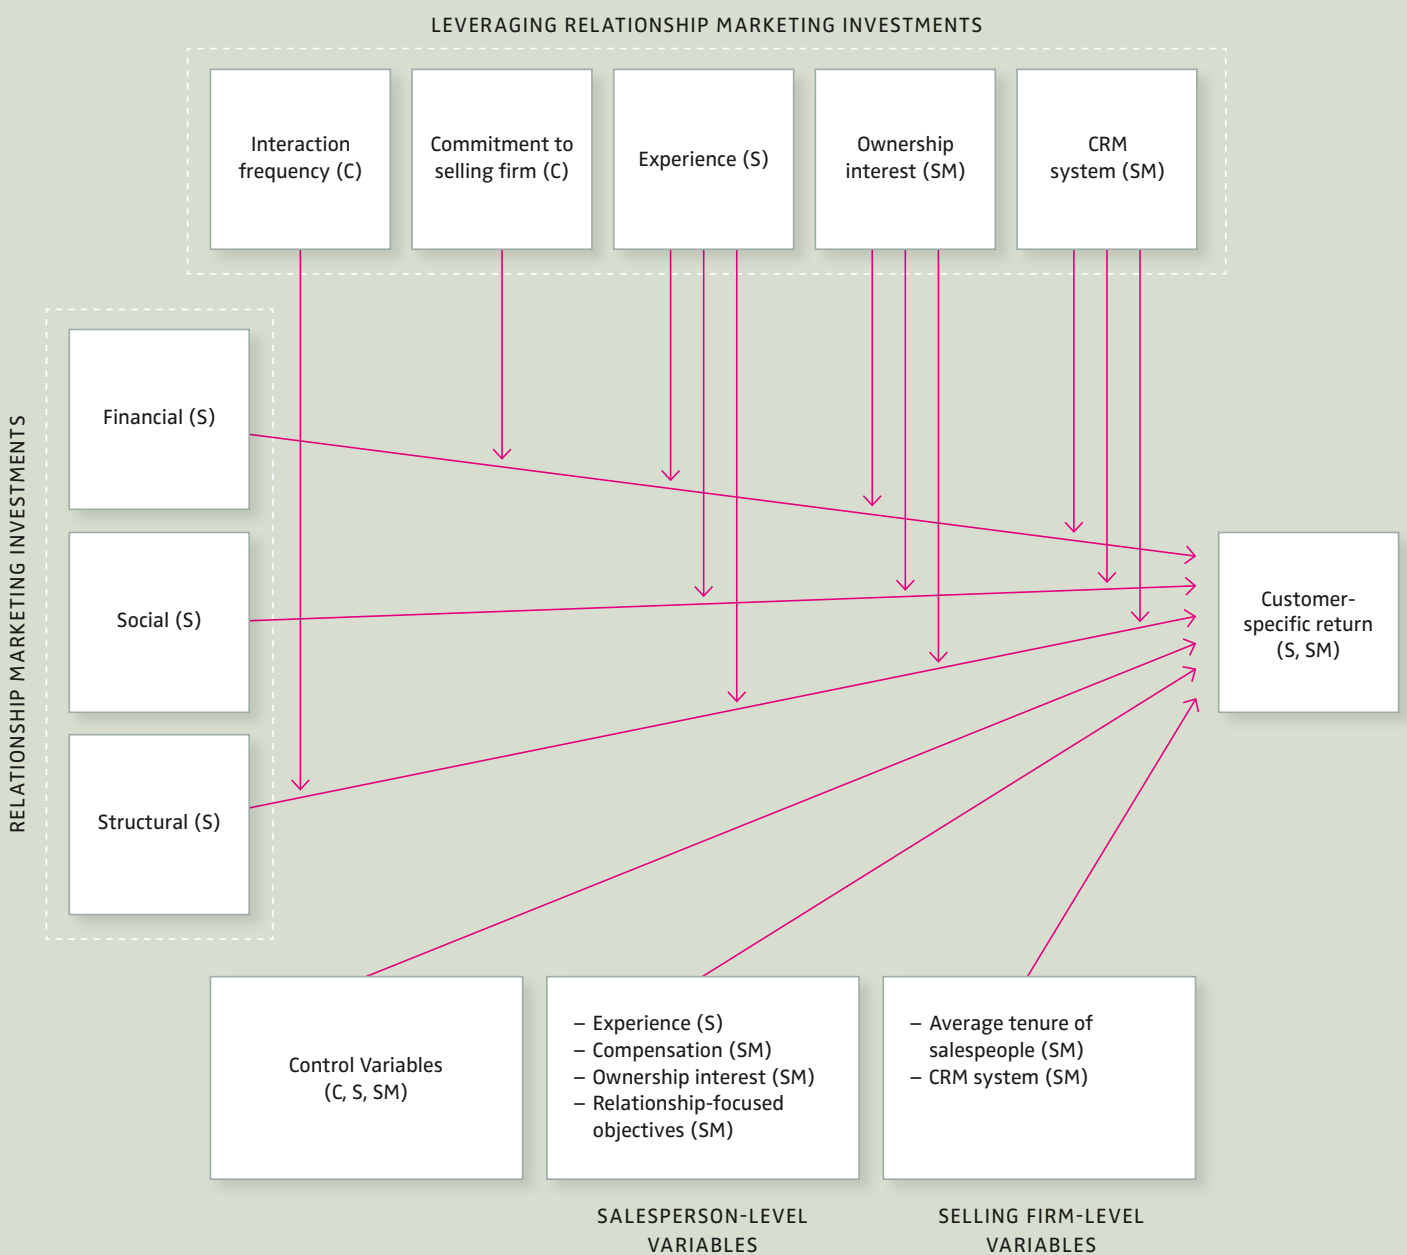 LEVERAGING RELATIONSHIP MARKETING INVESTMENTS
Interaction
frequency (C)
Commitment to
selling firm (C)
Experience (S)
Ownership
interest (SM)
CRM
system (SM)
RELATIONSHIP MARKETING INVESTMENTS
Financial (S)
Social (S)
Structural (S)
Customer-
specific return
(S, SM)
Control Variables
(C, S, SM)
– Experience (S)
– Compensation (SM)
– Ownership interest (SM)
– Relationship-focused
objectives (SM)
– Average tenure of
salespeople (SM)
– CRM system (SM)
SALESPERSON-LEVEL
VARIABLES
SELLING FIRM-LEVEL
VARIABLES